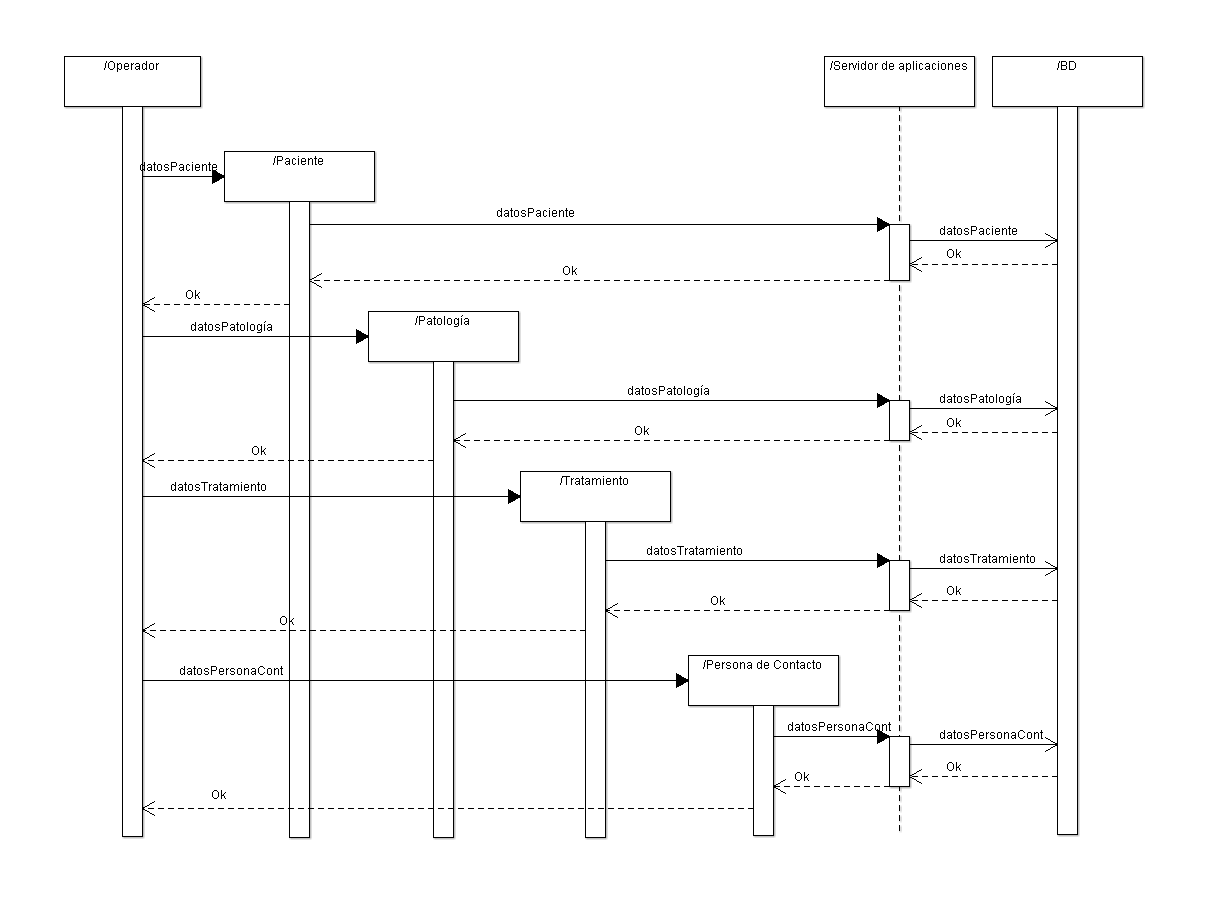 /Operador
/Servidor de aplicaciones
/BD
datosPaciente
/Paciente
datosPaciente
datosPaciente
Ok
Ok
Ok
datosPatología
/Patología
datosPatología
datosPatología
Ok
Ok
Ok
datosTratamiento
/Tratamiento
datosTratamiento
datosTratamiento
Ok
Ok
Ok
datosPersonaCont
/Persona de Contacto
datosPersonaCont
datosPersonaCont
Ok
Ok
Ok